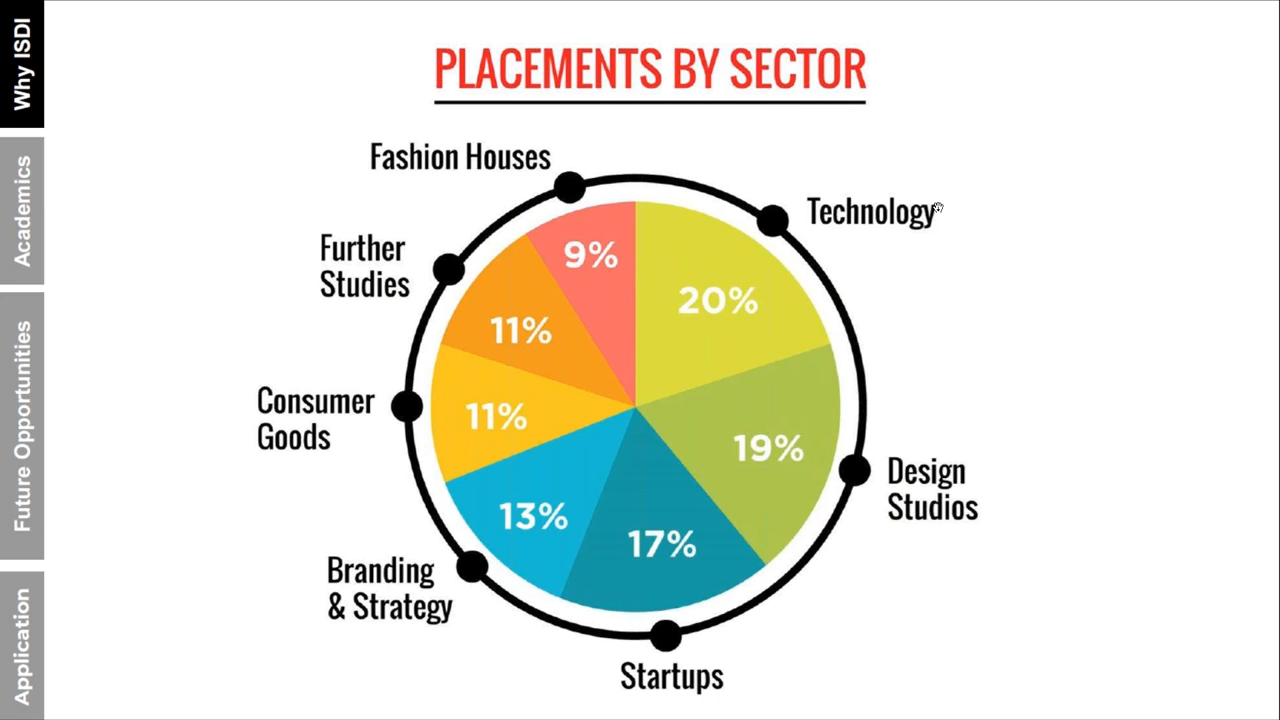 Why ISDI
Academics
Future Opportunities
Application
PLACEMENTS BY SECTOR
Fashion Houses
Technology
Further
Studies
Consumer
Goods
Branding
& Strategy
Startups
Design
Studios
9%
20%
11%
11%
19%
13%
17%